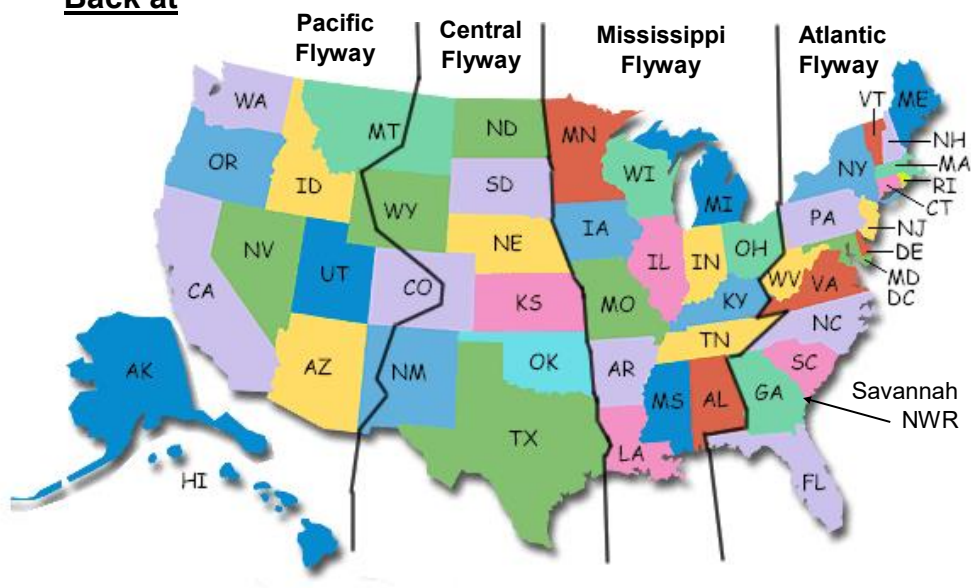 Back at
Pacific
Flyway
Central
Flyway
Mississippi
Flyway
Atlantic
Flyway
WA
OR
CA
NV
ID
MT
WY
UT
CO
AZ
NM
ND
SD
NE
KS
OK
TX
MN
IA
MO
AR
LA
WI
IL
MI
IN
OH
KY
TN
MS
AL
GA
FL
SC
NC
VA
WV
PA
NY
VT
ME
NH
MA
RI
CT
NJ
DE
MD
DC
AK
HI
Savannah
NWR